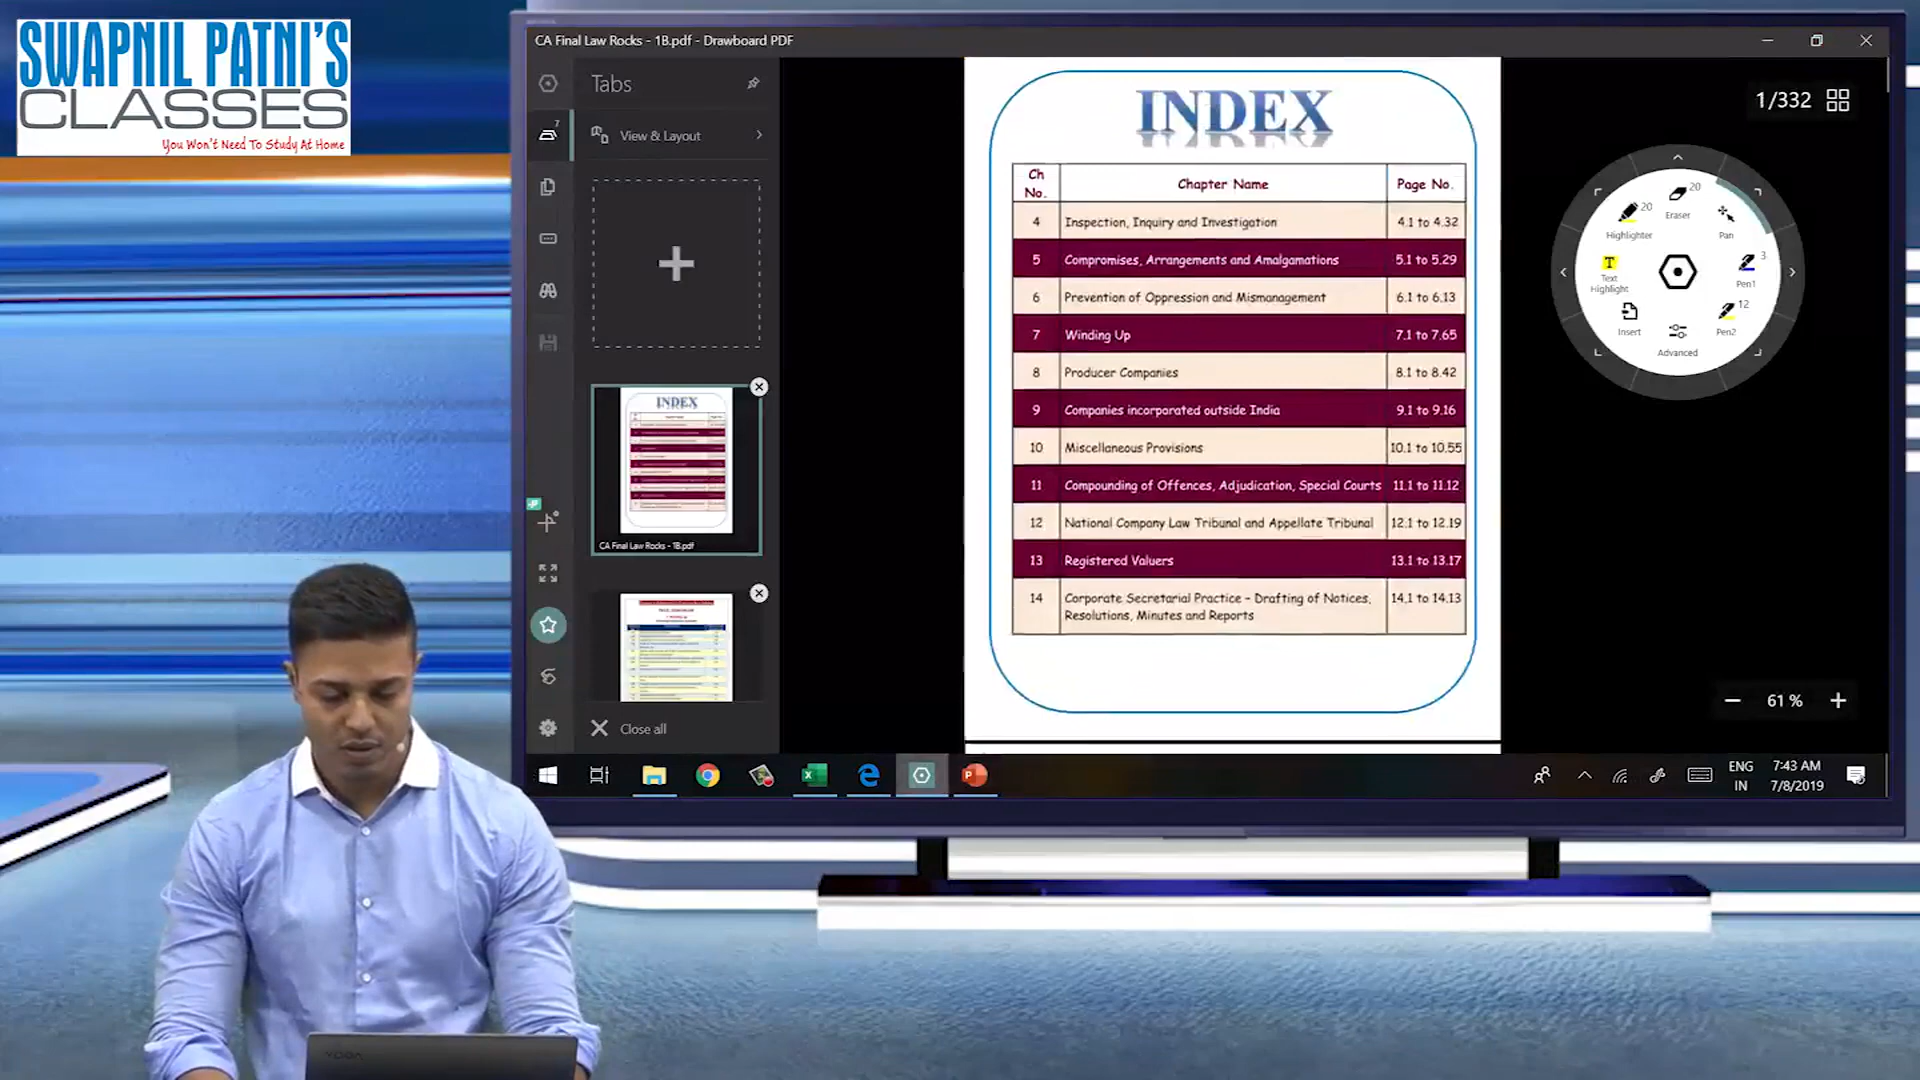 SWAPNIL PATNI'S
CLASSES
You Won't Need To Study At Home
CA Final Law Rocks - 1B.pdf - Drawboard PDF
Tabs
7
View & Layout
INDEX
CA Final Law Rocks - 1B.pdf
Close all
INDEX
Ch No. Chapter Name Page No.
4 Inspection, Inquiry and Investigation 4.1 to 4.32
5 Compromises, Arrangements and Amalgamations 5.1 to 5.29
6 Prevention of Oppression and Mismanagement 6.1 to 6.13
7 Winding Up 7.1 to 7.65
8 Producer Companies 8.1 to 8.42
9 Companies incorporated outside India 9.1 to 9.16
10 Miscellaneous Provisions 10.1 to 10.55
11 Compounding of Offences, Adjudication, Special Courts 11.1 to 11.12
12 National Company Law Tribunal and Appellate Tribunal 12.1 to 12.19
13 Registered Valuers 13.1 to 13.17
14 Corporate Secretarial Practice – Drafting of Notices, 14.1 to 14.13
Resolutions, Minutes and Reports
1/332
20
Eraser
20
Highlighter
Pan
T
Text
Highlight
3
Pen1
Insert
12
Pen2
Advanced
61 %
ENG
IN
7:43 AM
7/8/2019
YOGA